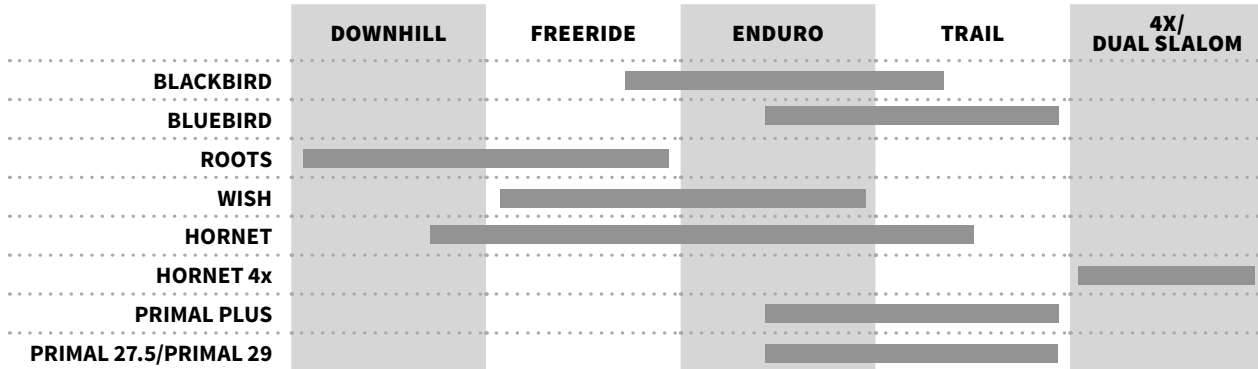 DOWNHILL FREERIDE ENDURO TRAIL 4X/
DUAL SLALOM
BLACKBIRD
BLUEBIRD
ROOTS
WISH
HORNET
HORNET 4x
PRIMAL PLUS
PRIMAL 27.5/PRIMAL 29